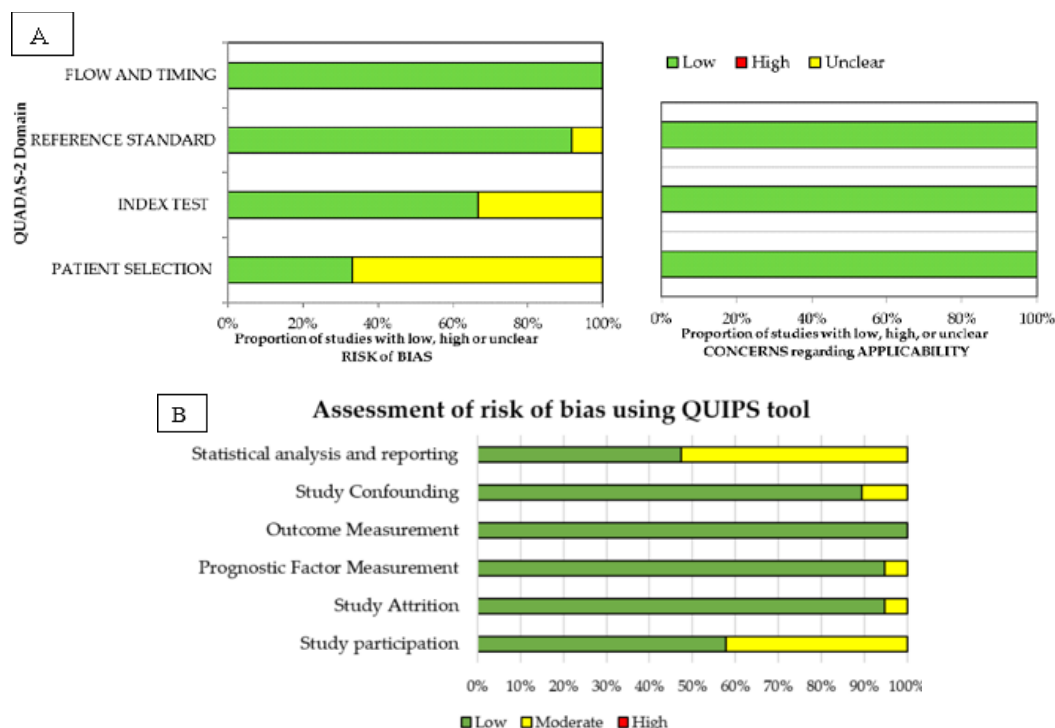 A
QUADAS-2 Domain
FLOW AND TIMING
REFERENCE STANDARD
INDEX TEST
PATIENT SELECTION
0% 20% 40% 60% 80% 100%
Proportion of studies with low, high or unclear
RISK of BIAS
Low High Unclear
0% 20% 40% 60% 80% 100%
Proportion of studies with low, high, or unclear
CONCERNS regarding APPLICABILITY
B
Assessment of risk of bias using QUIPS tool
Statistical analysis and reporting
Study Confounding
Outcome Measurement
Prognostic Factor Measurement
Study Attrition
Study participation
0% 10% 20% 30% 40% 50% 60% 70% 80% 90% 100%
Low Moderate High